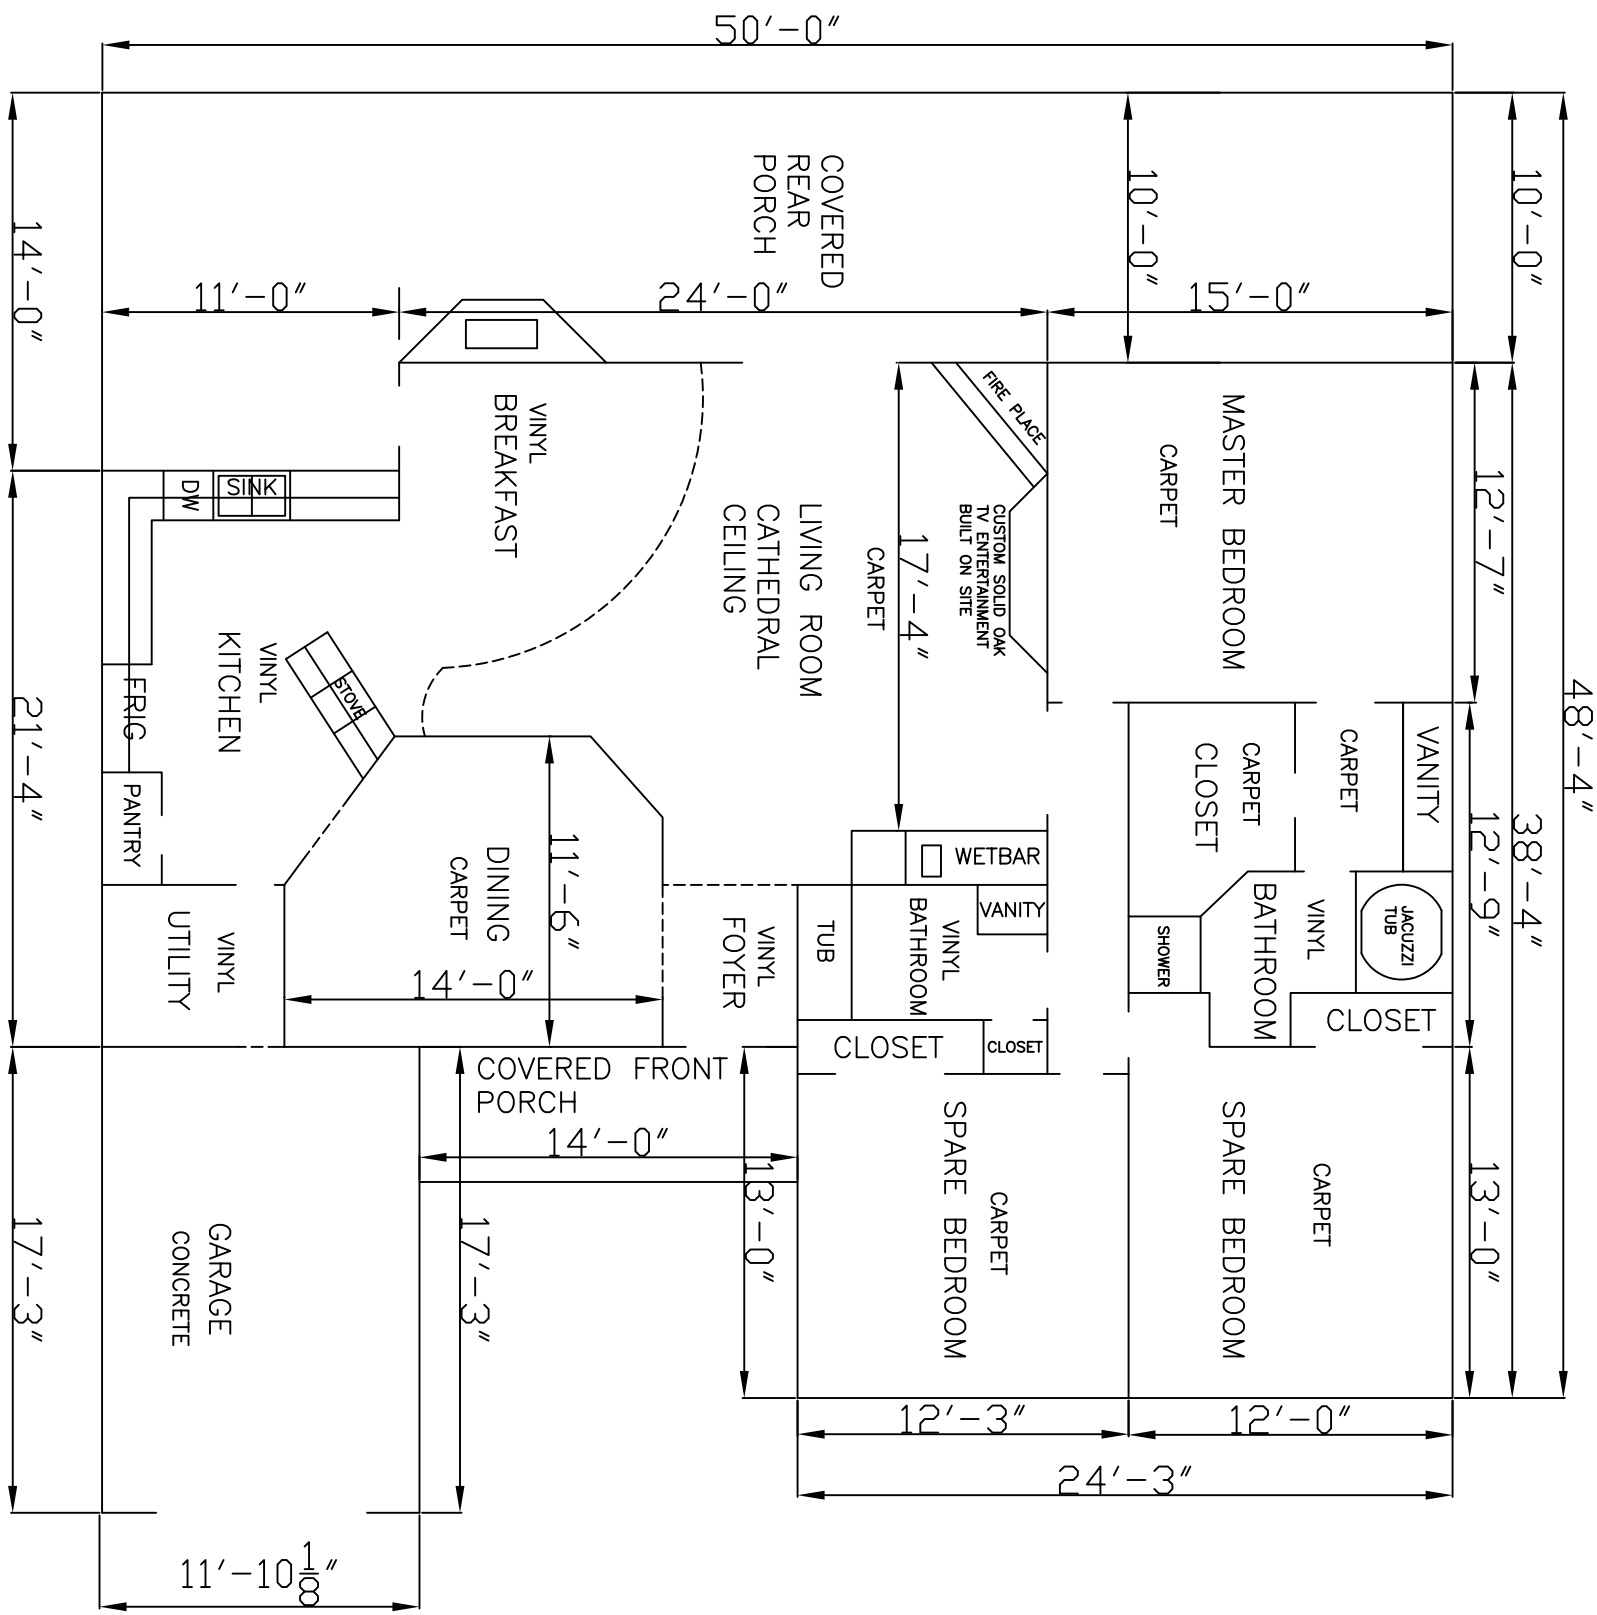 50'-0"
COVERED
REAR
PORCH
10'-0"
10'-0"
14'-0"
11'-0"
24'-0"
15'-0"
VINYL
BREAKFAST
FIRE PLACE
MASTER BEDROOM
CARPET
12'-7"
DW
SINK
LIVING ROOM
CATHEDRAL
CEILING
CARPET
17'-4"
CUSTOM SOLID OAK
TV ENTERTAINMENT
BUILT ON SITE
48'-4"
38'-4"
21'-4"
FRIG
VINYL
KITCHEN
STOVE
PANTRY
CARPET
CLOSET
CARPET
VANITY
12'-9"
DINING
CARPET
11'-6"
14'-0"
WETBAR
VANITY
VINYL
BATHROOM
TUB
VINYL
FOYER
VINYL
UTILITY
SHOWER
VINYL
BATHROOM
JACUZZI
TUB
CLOSET
CLOSET
CLOSET
COVERED FRONT
PORCH
14'-0"
13'-0"
17'-3"
17'-3"
GARAGE
CONCRETE
SPARE BEDROOM
CARPET
SPARE BEDROOM
CARPET
13'-0"
12'-3"
12'-0"
24'-3"
11'-10 1/8"